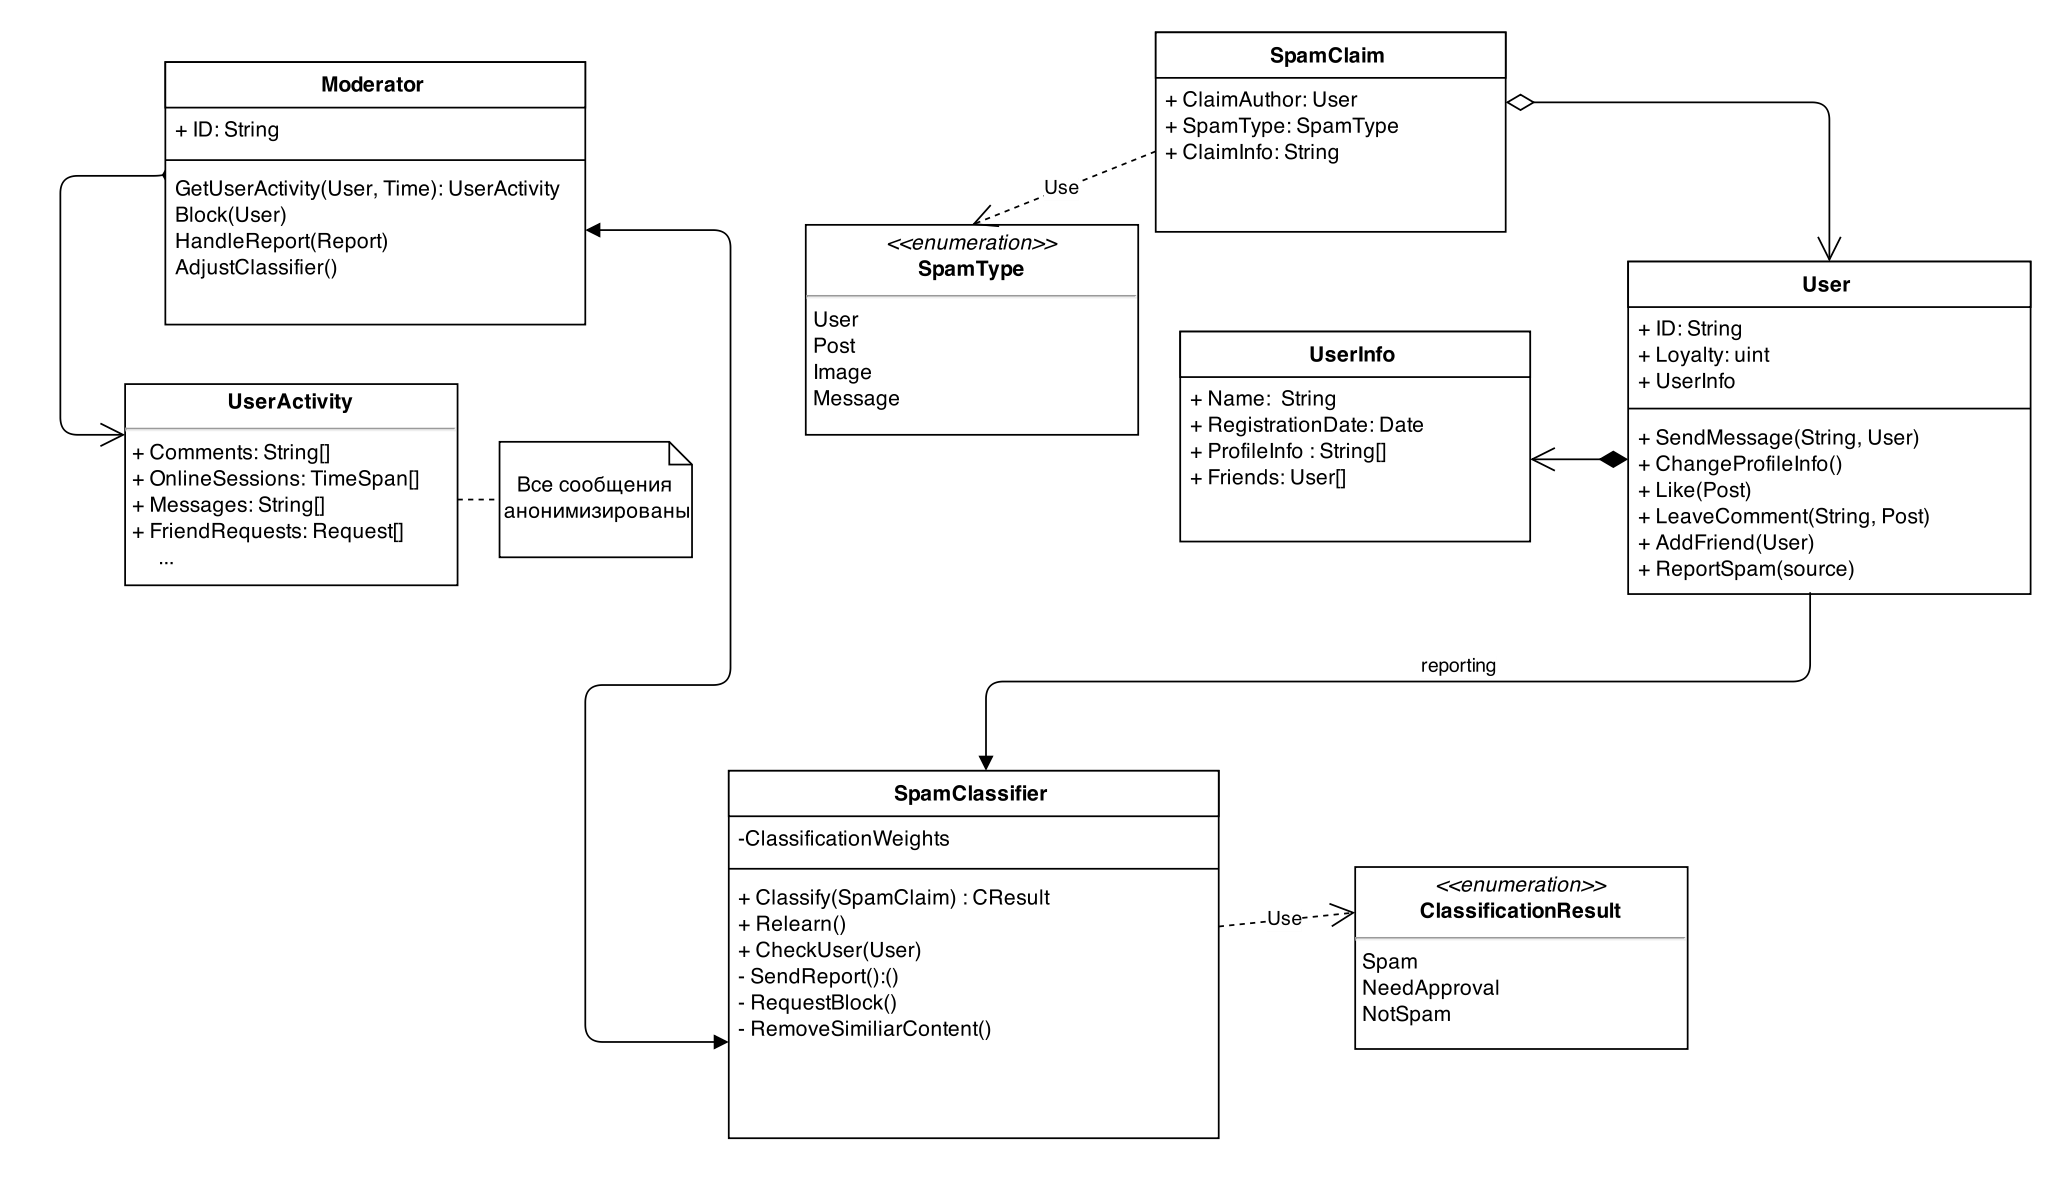 Moderator
+ ID: String
GetUserActivity(User, Time): UserActivity
Block(User)
HandleReport(Report)
AdjustClassifier()
SpamClaim
+ ClaimAuthor: User
+ SpamType: SpamType
+ ClaimInfo: String
Use
<<enumeration>>
SpamType
User
Post
Image
Message
User
+ ID: String
+ Loyalty: uint
+ UserInfo
+ SendMessage(String, User)
+ ChangeProfileInfo()
+ Like(Post)
+ LeaveComment(String, Post)
+ AddFriend(User)
+ ReportSpam(source)
UserInfo
+ Name:  String
+ RegistrationDate: Date
+ ProfileInfo : String[]
+ Friends: User[]
UserActivity
+ Comments: String[]
+ OnlineSessions: TimeSpan[]
+ Messages: String[]
+ FriendRequests: Request[]
...
Все сообщения
анонимизированы
reporting
SpamClassifier
-ClassificationWeights
+ Classify(SpamClaim) : CResult
+ Relearn()
+ CheckUser(User)
- SendReport():()
- RequestBlock()
- RemoveSimiliarContent()
Use
<<enumeration>>
ClassificationResult
Spam
NeedApproval
NotSpam